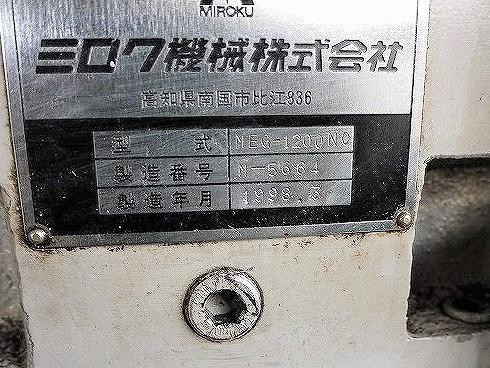 MIROKU
ミロク機械株式会社
高知県南国市比江836
型式 NEG-1200NC
製造番号 N-5664
製造年月 1998.3